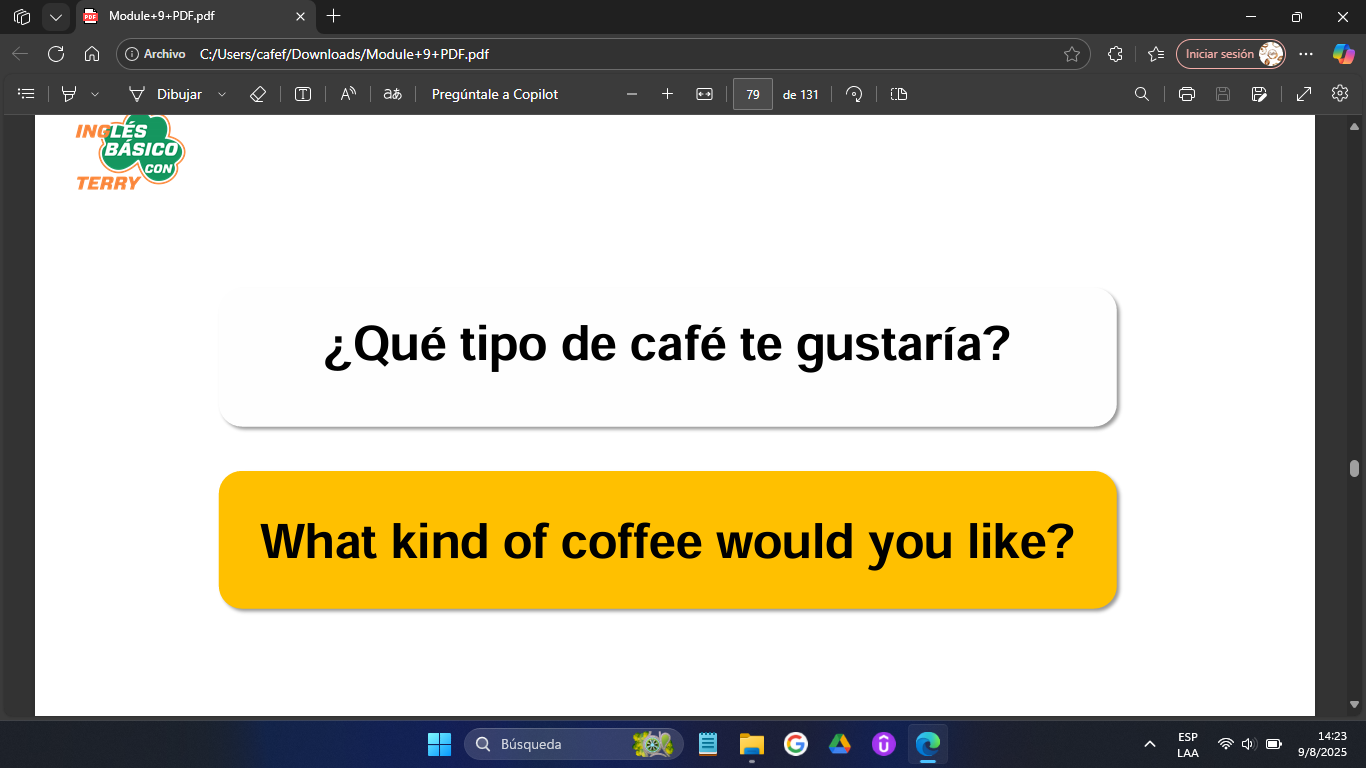 Module+9+PDF.pdf
Archivo C:/Users/cafef/Downloads/Module+9+PDF.pdf Iniciar sesión
Dibujar Pregúntale a Copilot 79 de 131
INGLÉS
BÁSICO
CON
TERRY
¿Qué tipo de café te gustaría?
What kind of coffee would you like?
Búsqueda
ESP
LAA
14:23
9/8/2025